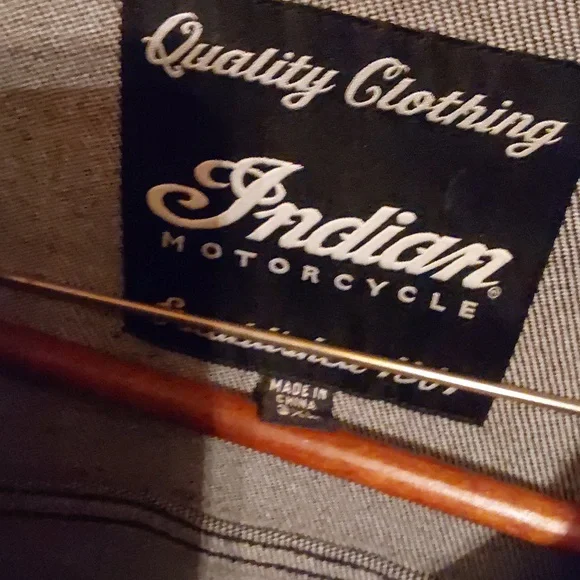 Quality Clothing
Indian®
MOTORCYCLE
MADE IN
CHINA